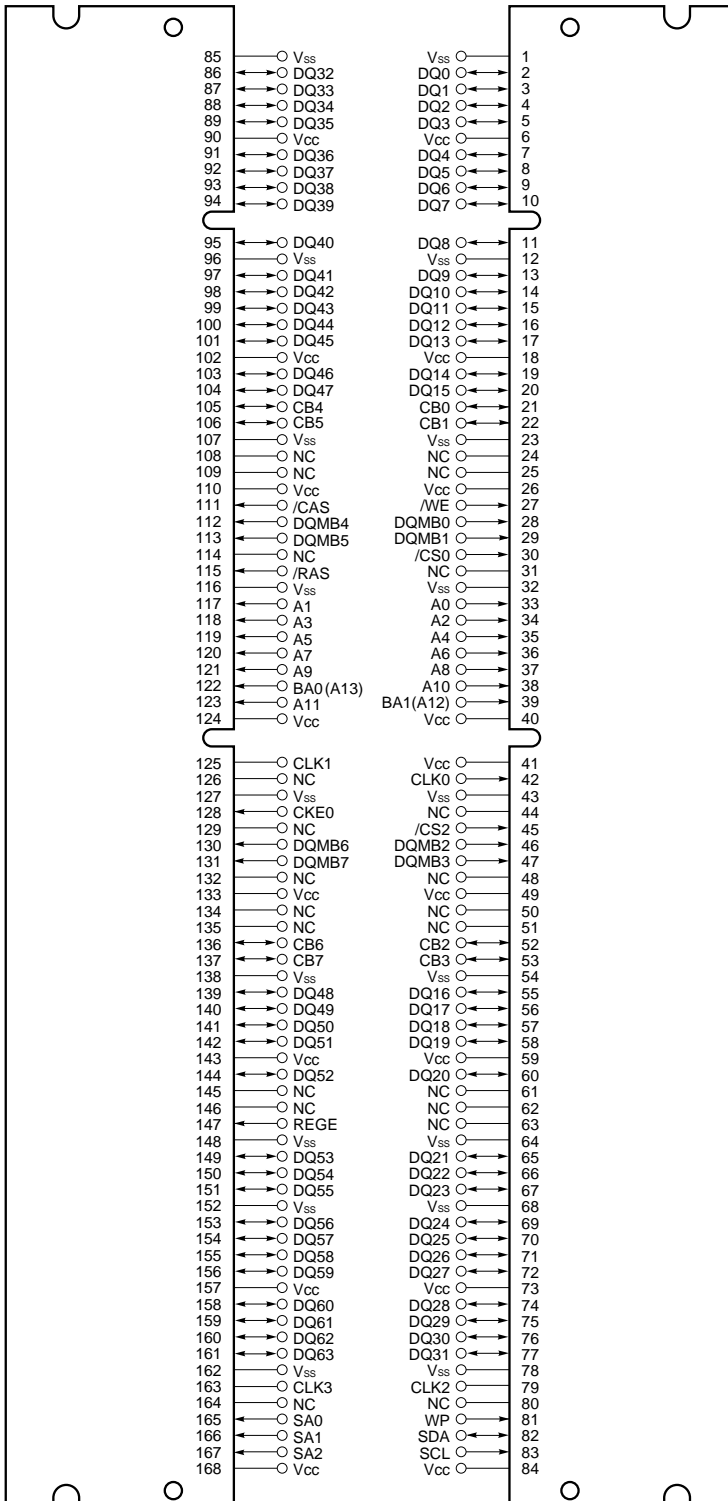 85 Vss Vss 1
86 DQ32 DQ0 2
87 DQ33 DQ1 3
88 DQ34 DQ2 4
89 DQ35 DQ3 5
90 Vcc Vcc 6
91 DQ36 DQ4 7
92 DQ37 DQ5 8
93 DQ38 DQ6 9
94 DQ39 DQ7 10
95 DQ40 DQ8 11
96 Vss Vss 12
97 DQ41 DQ9 13
98 DQ42 DQ10 14
99 DQ43 DQ11 15
100 DQ44 DQ12 16
101 DQ45 DQ13 17
102 Vcc Vcc 18
103 DQ46 DQ14 19
104 DQ47 DQ15 20
105 CB4 CB0 21
106 CB5 CB1 22
107 Vss Vss 23
108 NC NC 24
109 NC NC 25
110 Vcc Vcc 26
111 /CAS /WE 27
112 DQMB4 DQMB0 28
113 DQMB5 DQMB1 29
114 NC /CS0 30
115 /RAS NC 31
116 Vss Vss 32
117 A1 A0 33
118 A3 A2 34
119 A5 A4 35
120 A7 A6 36
121 A9 A8 37
122 BA0(A13) A10 38
123 A11 BA1(A12) 39
124 Vcc Vcc 40
125 CLK1 Vcc 41
126 NC CLK0 42
127 Vss Vss 43
128 CKE0 NC 44
129 NC /CS2 45
130 DQMB6 DQMB2 46
131 DQMB7 DQMB3 47
132 NC NC 48
133 Vcc Vcc 49
134 NC NC 50
135 NC NC 51
136 CB6 CB2 52
137 CB7 CB3 53
138 Vss Vss 54
139 DQ48 DQ16 55
140 DQ49 DQ17 56
141 DQ50 DQ18 57
142 DQ51 DQ19 58
143 Vcc Vcc 59
144 DQ52 DQ20 60
145 NC NC 61
146 NC NC 62
147 REGE NC 63
148 Vss Vss 64
149 DQ53 DQ21 65
150 DQ54 DQ22 66
151 DQ55 DQ23 67
152 Vss Vss 68
153 DQ56 DQ24 69
154 DQ57 DQ25 70
155 DQ58 DQ26 71
156 DQ59 DQ27 72
157 Vcc Vcc 73
158 DQ60 DQ28 74
159 DQ61 DQ29 75
160 DQ62 DQ30 76
161 DQ63 DQ31 77
162 Vss Vss 78
163 CLK3 CLK2 79
164 NC NC 80
165 SA0 WP 81
166 SA1 SDA 82
167 SA2 SCL 83
168 Vcc Vcc 84